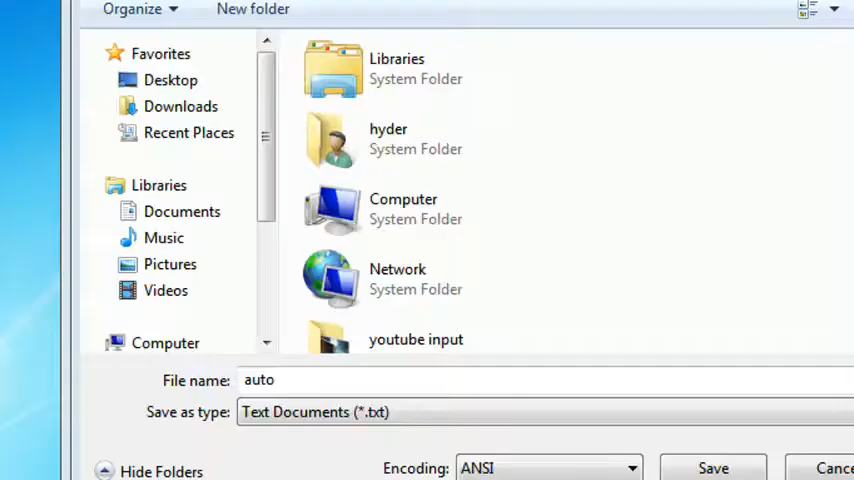 Organize
New folder
Favorites
Desktop
Downloads
Recent Places
Libraries
Documents
Music
Pictures
Videos
Computer
Libraries
System Folder
hyder
System Folder
Computer
System Folder
Network
System Folder
youtube input
File name: auto
Save as type: Text Documents (*.txt)
Hide Folders
Encoding: ANSI
Save
Cance